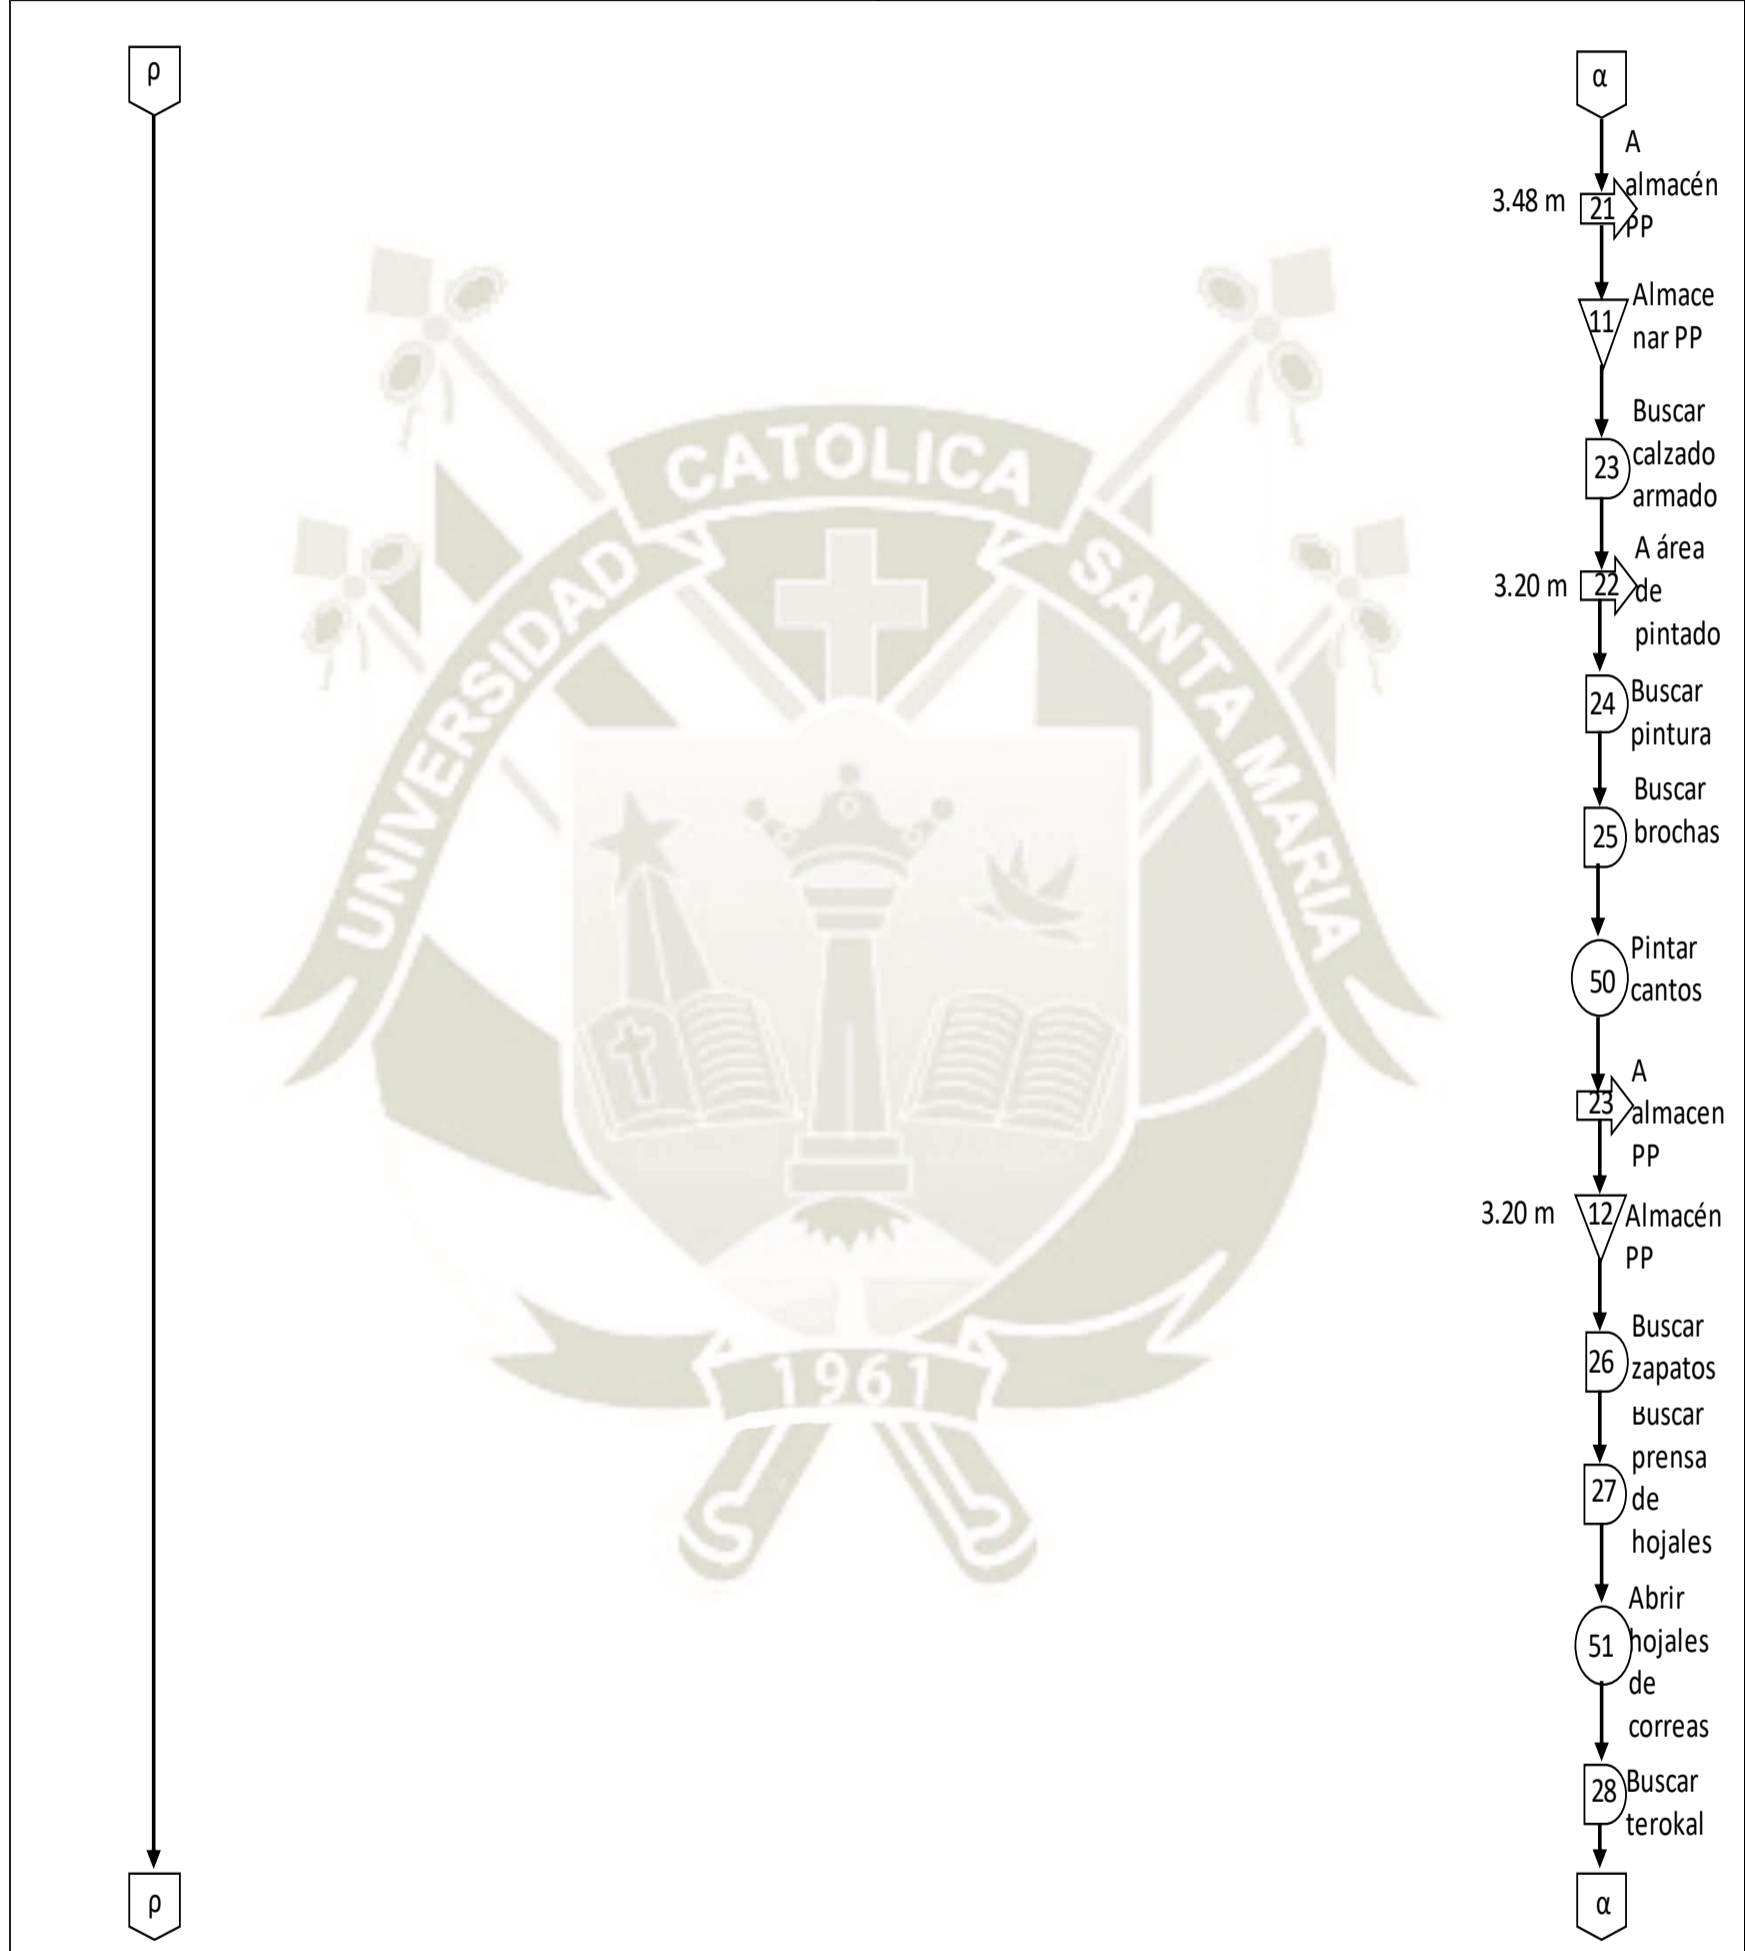 ρ
α
A
almacén
PP
3.48 m
21
Almace
nar PP
11
Buscar
calzado
armado
23
A área
de
pintado
3.20 m
22
Buscar
pintura
24
Buscar
brochas
25
Pintar
cantos
50
A
almacen
PP
23
3.20 m
12
Almacén
PP
Buscar
zapatos
26
Buscar
prensa
de
hojales
27
Abrir
hojales
de
correas
51
Buscar
terokal
28
ρ
α
UNIVERSIDAD
CATOLICA
SANTA MARIA
1961